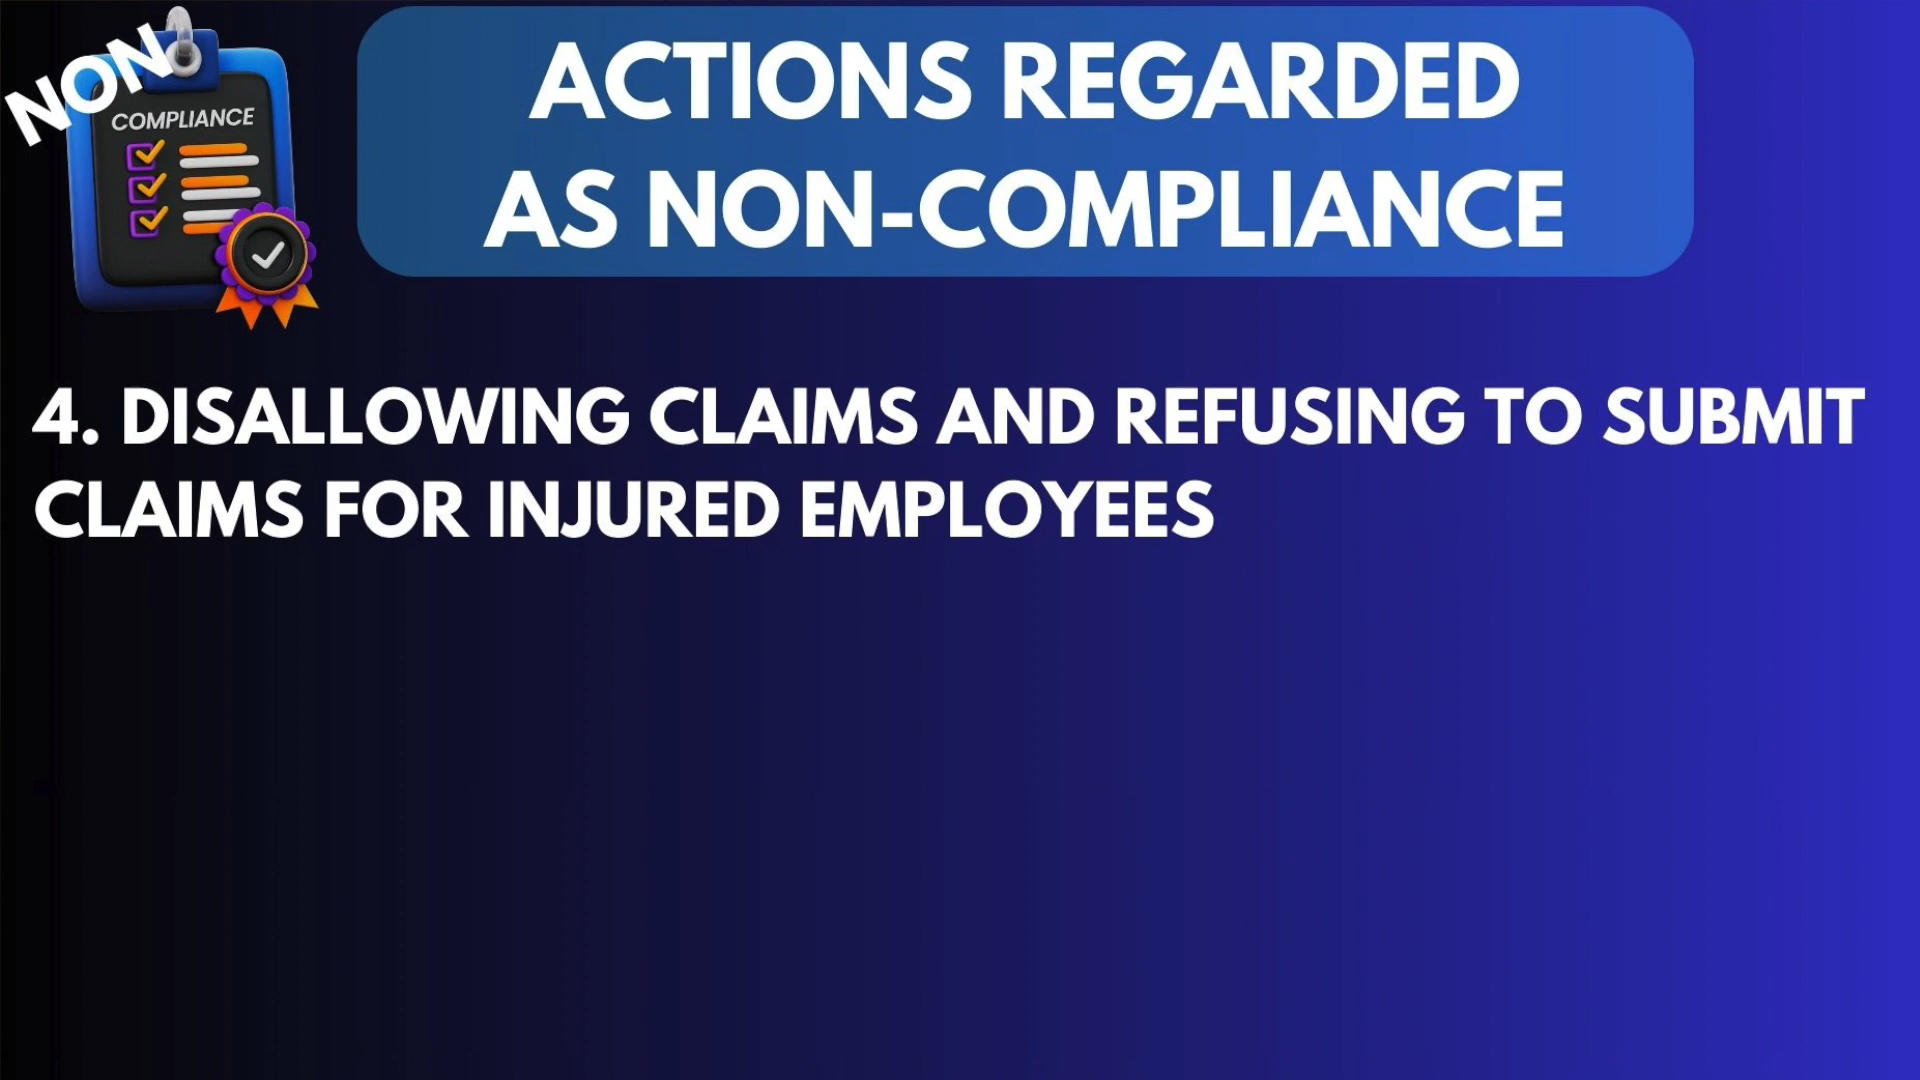 NON
COMPLIANCE
ACTIONS REGARDED
AS NON-COMPLIANCE
4. DISALLOWING CLAIMS AND REFUSING TO SUBMIT
CLAIMS FOR INJURED EMPLOYEES